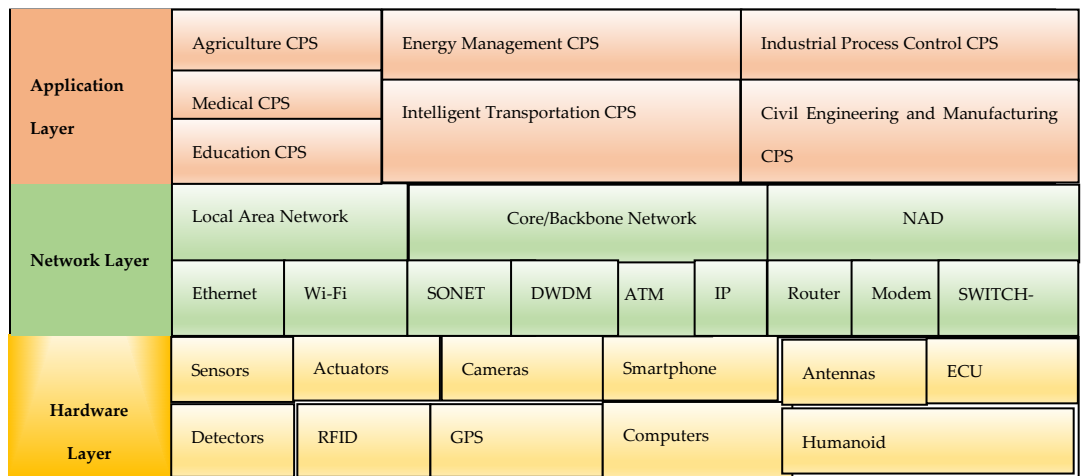 Application
Layer
Agriculture CPS
Medical CPS
Education CPS
Energy Management CPS
Intelligent Transportation CPS
Industrial Process Control CPS
Civil Engineering and Manufacturing
CPS
Network Layer
Local Area Network
Core/Backbone Network
NAD
Ethernet
Wi-Fi
SONET
DWDM
ATM
IP
Router
Modem
SWITCH-
Hardware
Layer
Sensors
Actuators
Cameras
Smartphone
Antennas
ECU
Detectors
RFID
GPS
Computers
Humanoid